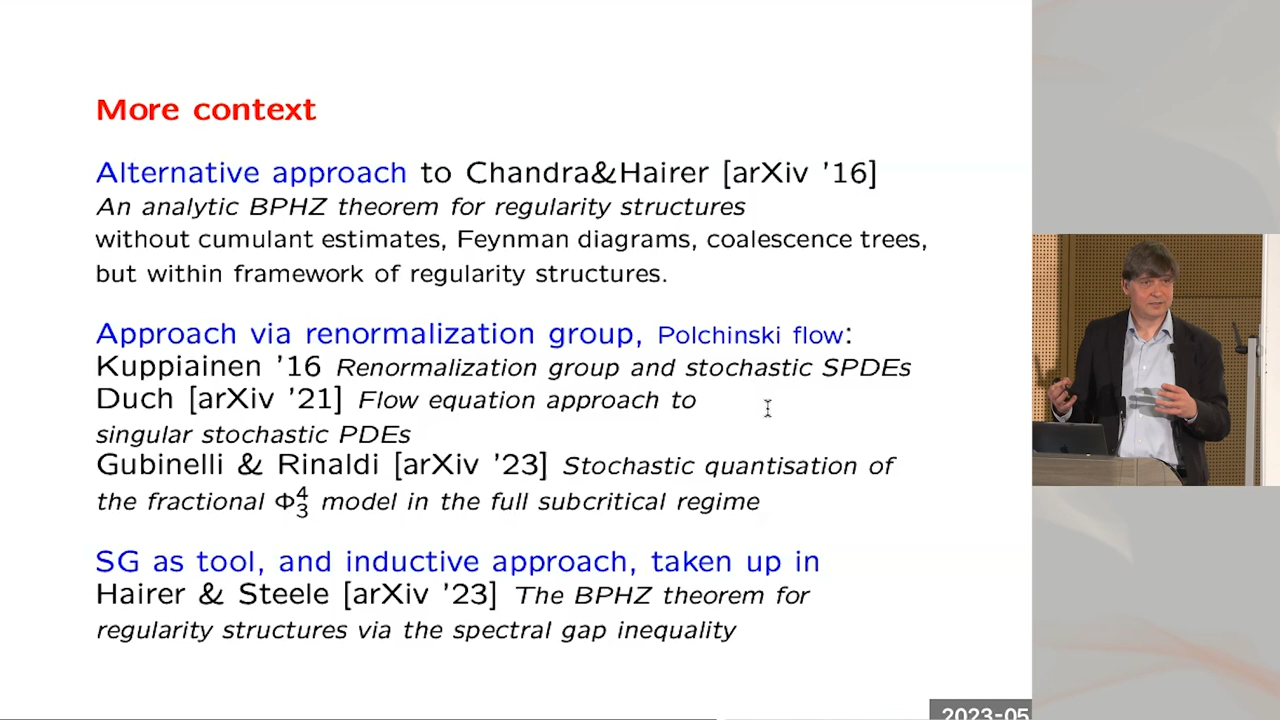 More context
Alternative approach to Chandra&Hairer [arXiv '16]
An analytic BPHZ theorem for regularity structures
without cumulant estimates, Feynman diagrams, coalescence trees,
but within framework of regularity structures.
Approach via renormalization group, Polchinski flow:
Kuppiainen '16 Renormalization group and stochastic SPDEs
Duch [arXiv '21] Flow equation approach to
singular stochastic PDEs
Gubinelli & Rinaldi [arXiv '23] Stochastic quantisation of
the fractional Φ⁴₃ model in the full subcritical regime
SG as tool, and inductive approach, taken up in
Hairer & Steele [arXiv '23] The BPHZ theorem for
regularity structures via the spectral gap inequality
2023-05